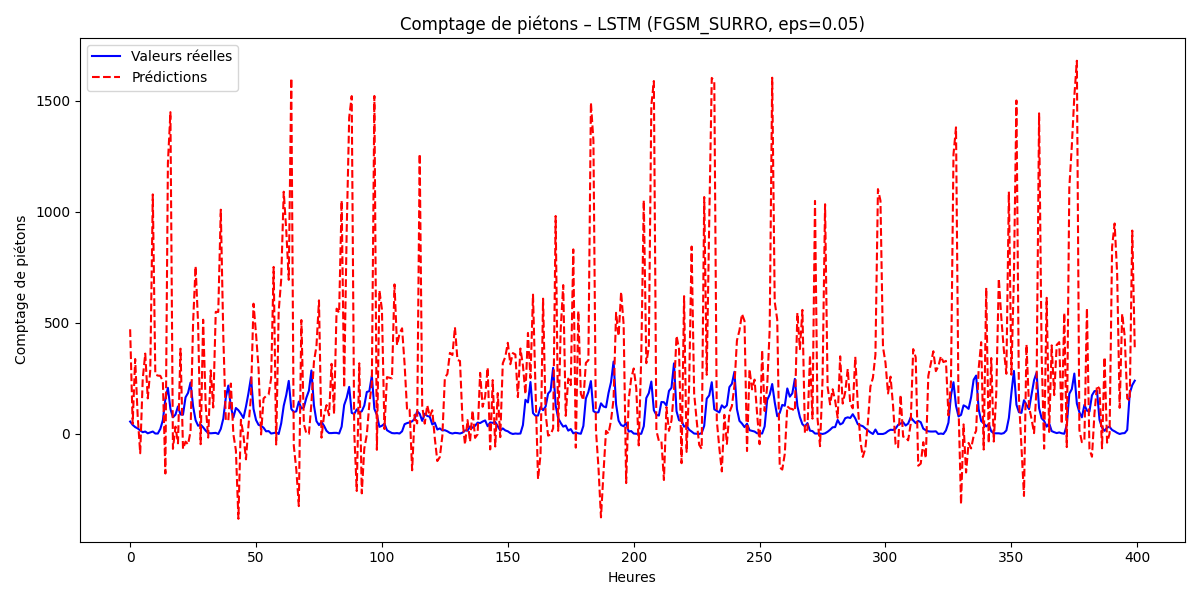 Comptage de piétons – LSTM (FGSM_SURRO, eps=0.05)
Valeurs réelles
Prédictions
Comptage de piétons
1500
1000
500
0
0 50 100 150 200 250 300 350 400
Heures